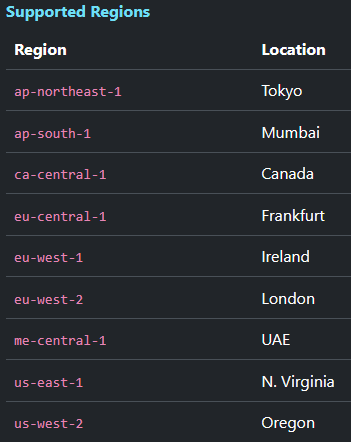 Supported Regions
Region Location
ap-northeast-1 Tokyo
ap-south-1 Mumbai
ca-central-1 Canada
eu-central-1 Frankfurt
eu-west-1 Ireland
eu-west-2 London
me-central-1 UAE
us-east-1 N. Virginia
us-west-2 Oregon